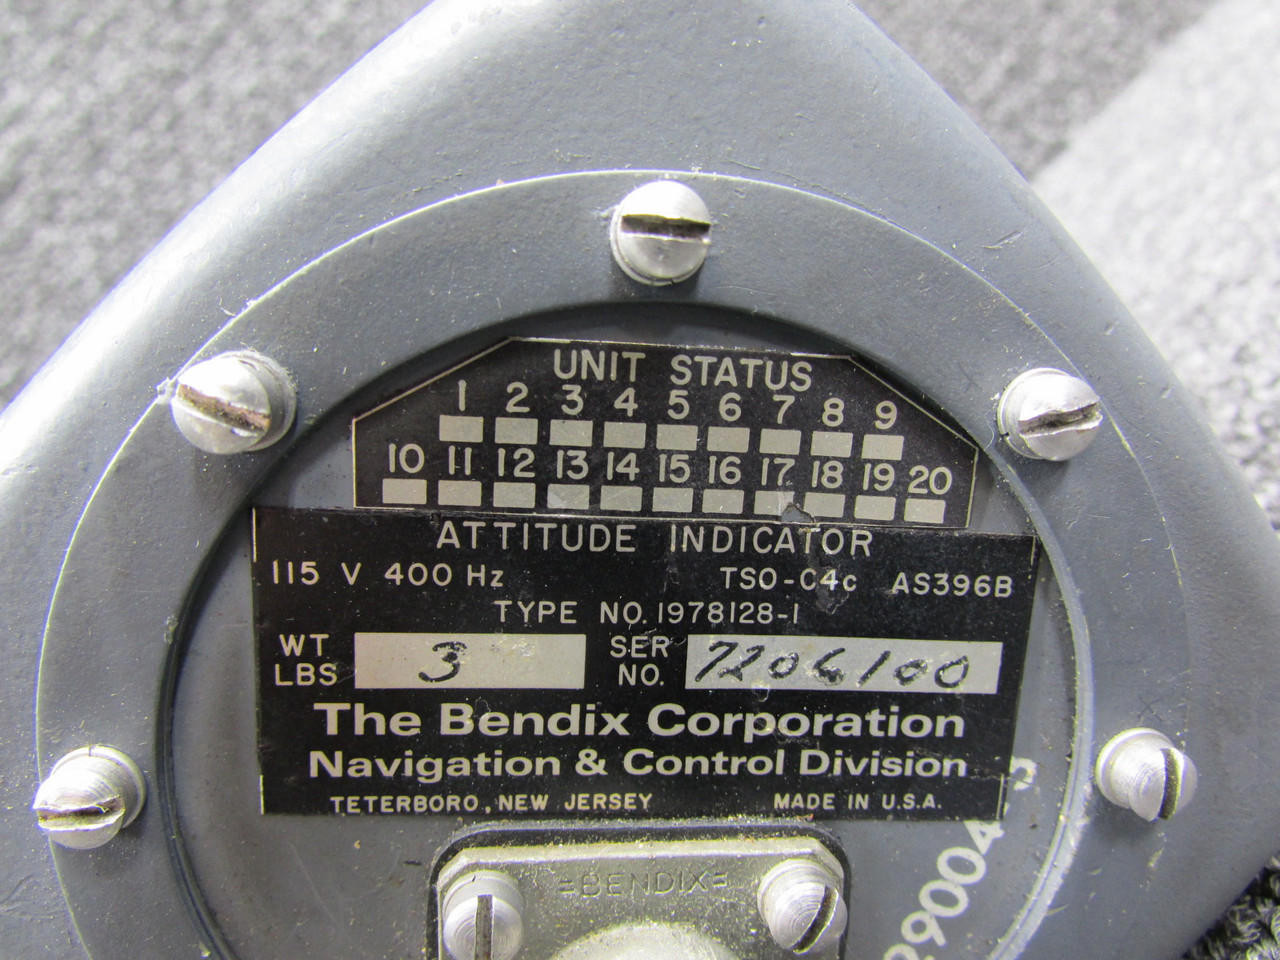 UNIT STATUS
1 2 3 4 5 6 7 8 9
10 11 12 13 14 15 16 17 18 19 20
ATTITUDE INDICATOR
115 V 400 Hz TSO-C4c AS396B
TYPE NO. 1978128-1
WT LBS 3 SER NO. 7206100
The Bendix Corporation
Navigation & Control Division
TETERBORO, NEW JERSEY MADE IN U.S.A.
=BENDIX=